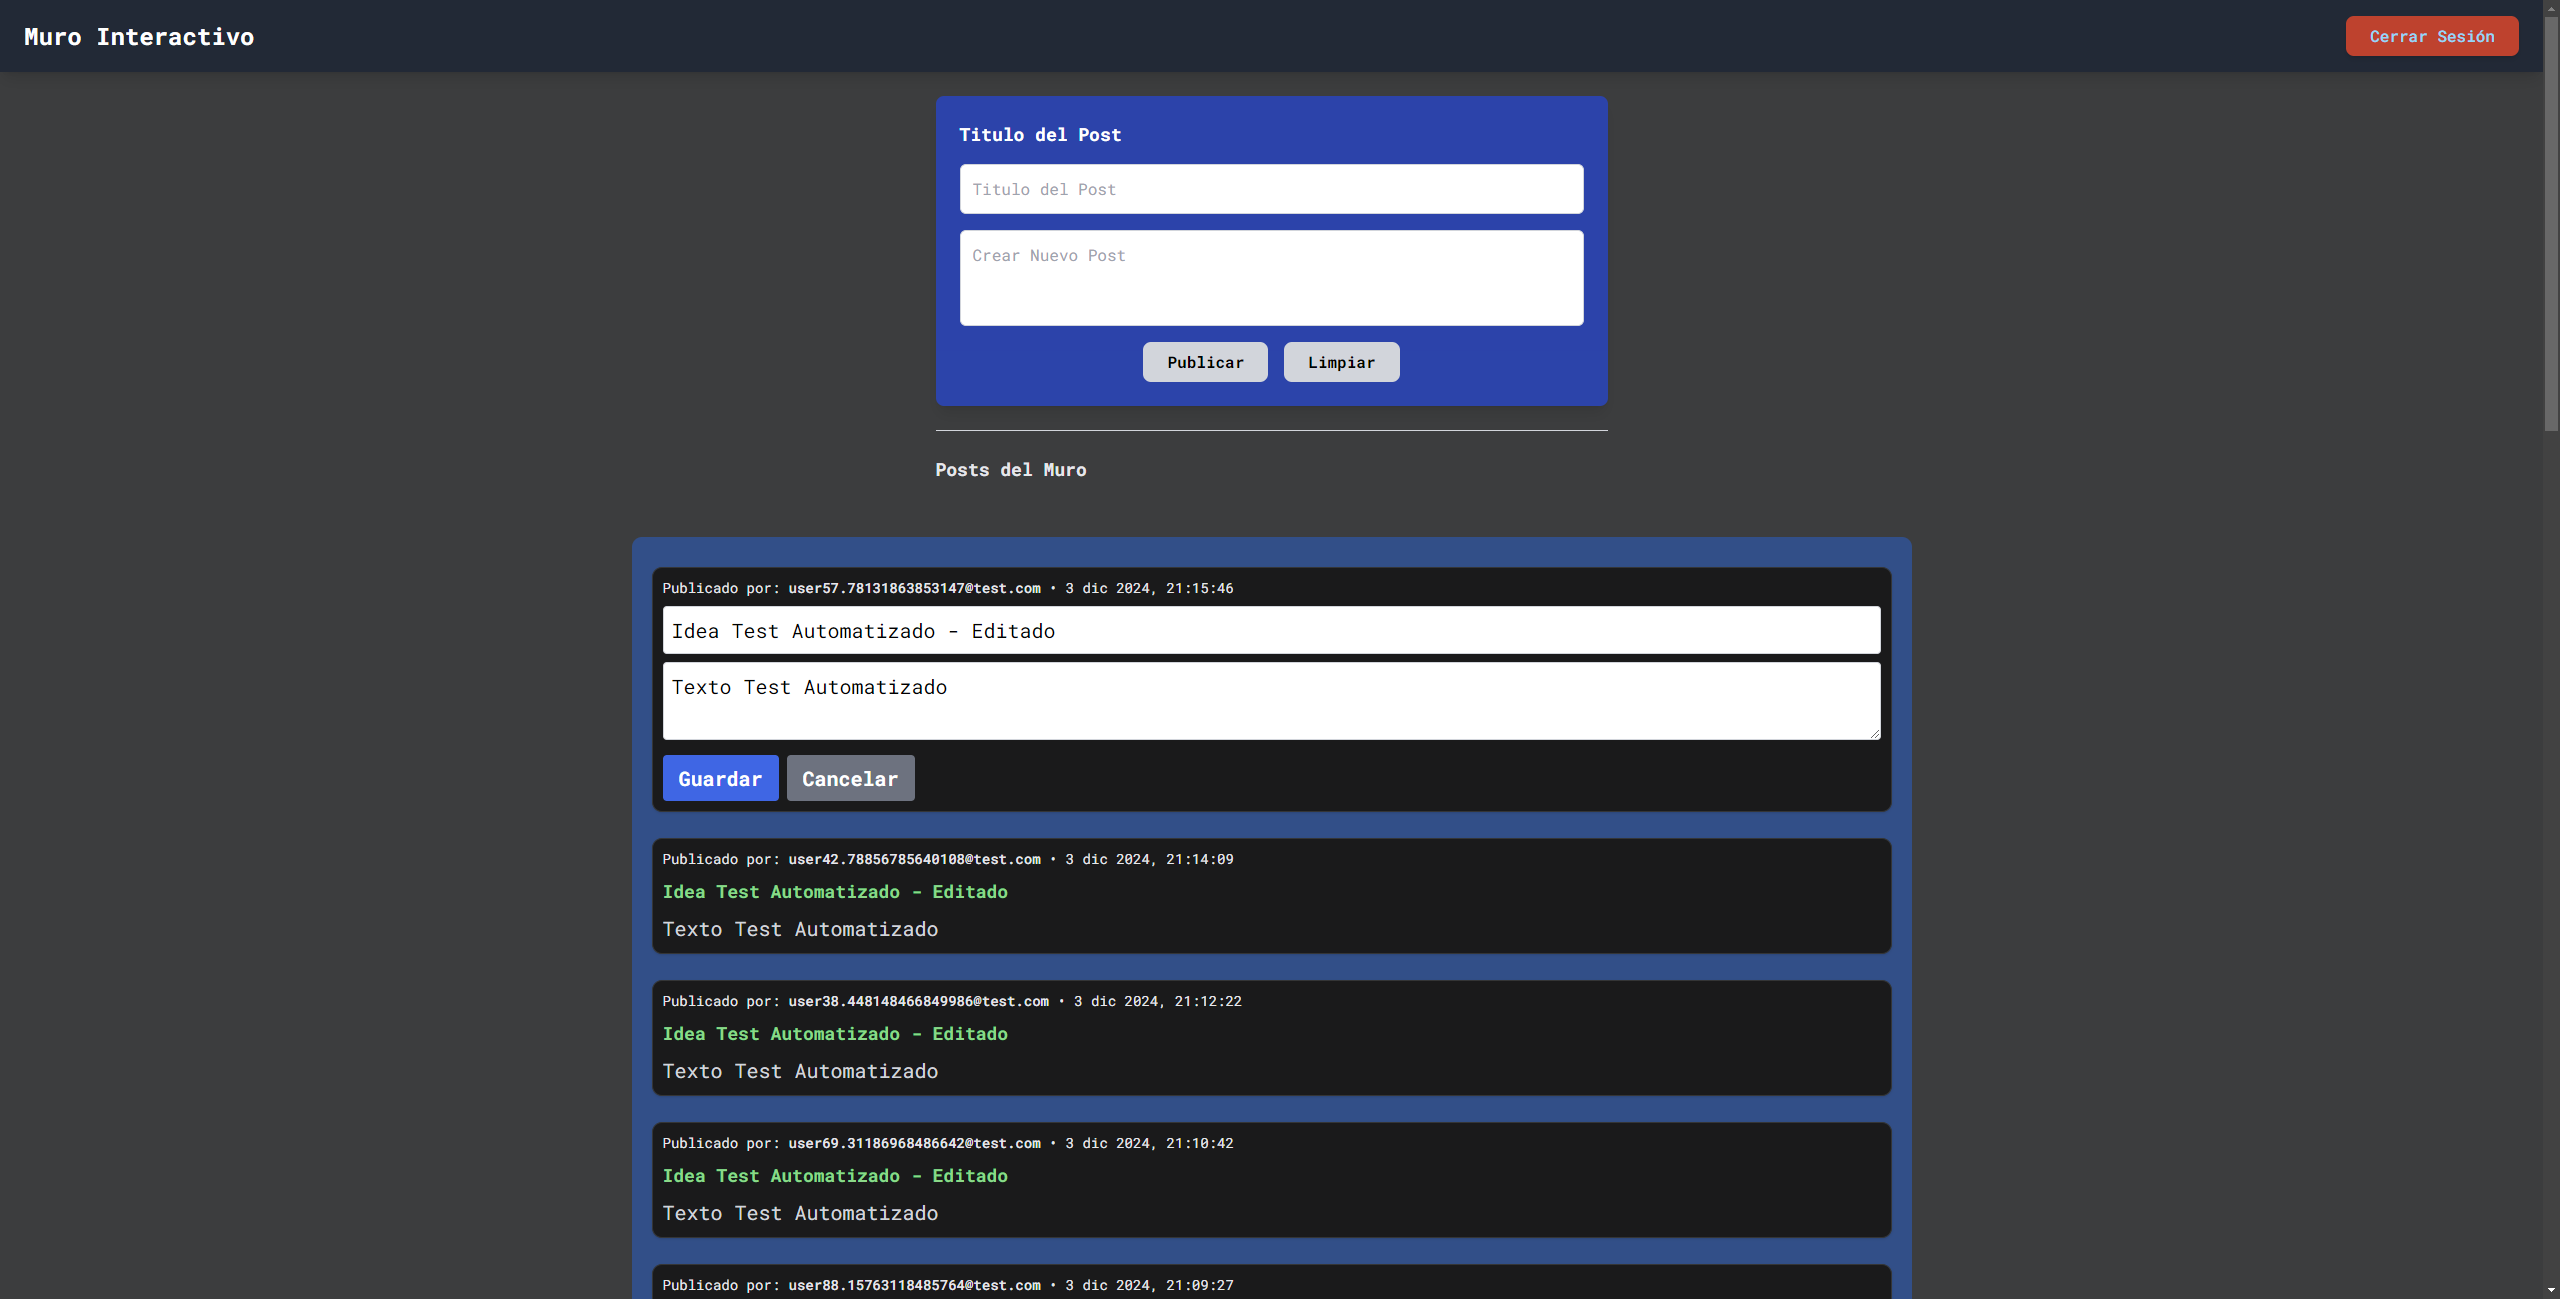 Muro Interactivo
Cerrar Sesión
Titulo del Post
Titulo del Post
Crear Nuevo Post
Publicar
Limpiar
Posts del Muro
Publicado por: user57.78131863853147@test.com • 3 dic 2024, 21:15:46
Idea Test Automatizado - Editado
Texto Test Automatizado
Guardar
Cancelar
Publicado por: user42.78856785640108@test.com • 3 dic 2024, 21:14:09
Idea Test Automatizado - Editado
Texto Test Automatizado
Publicado por: user38.448148466849986@test.com • 3 dic 2024, 21:12:22
Idea Test Automatizado - Editado
Texto Test Automatizado
Publicado por: user69.31186968486642@test.com • 3 dic 2024, 21:10:42
Idea Test Automatizado - Editado
Texto Test Automatizado
Publicado por: user88.15763118485764@test.com • 3 dic 2024, 21:09:27